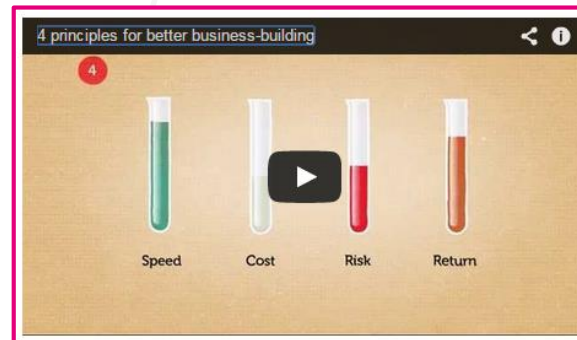 4 principles for better business-building
4
Speed Cost Risk Return